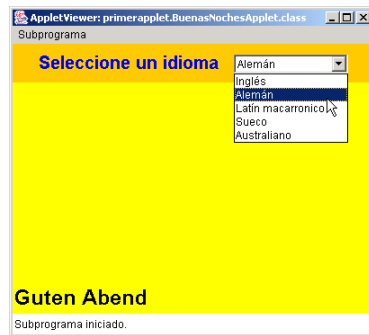 AppletViewer: primerapplet.BuenasNochesApplet.class
Subprograma
Seleccione un idioma Alemán
Inglés
Alemán
Latín macarronico
Sueco
Australiano
Guten Abend
Subprograma iniciado.